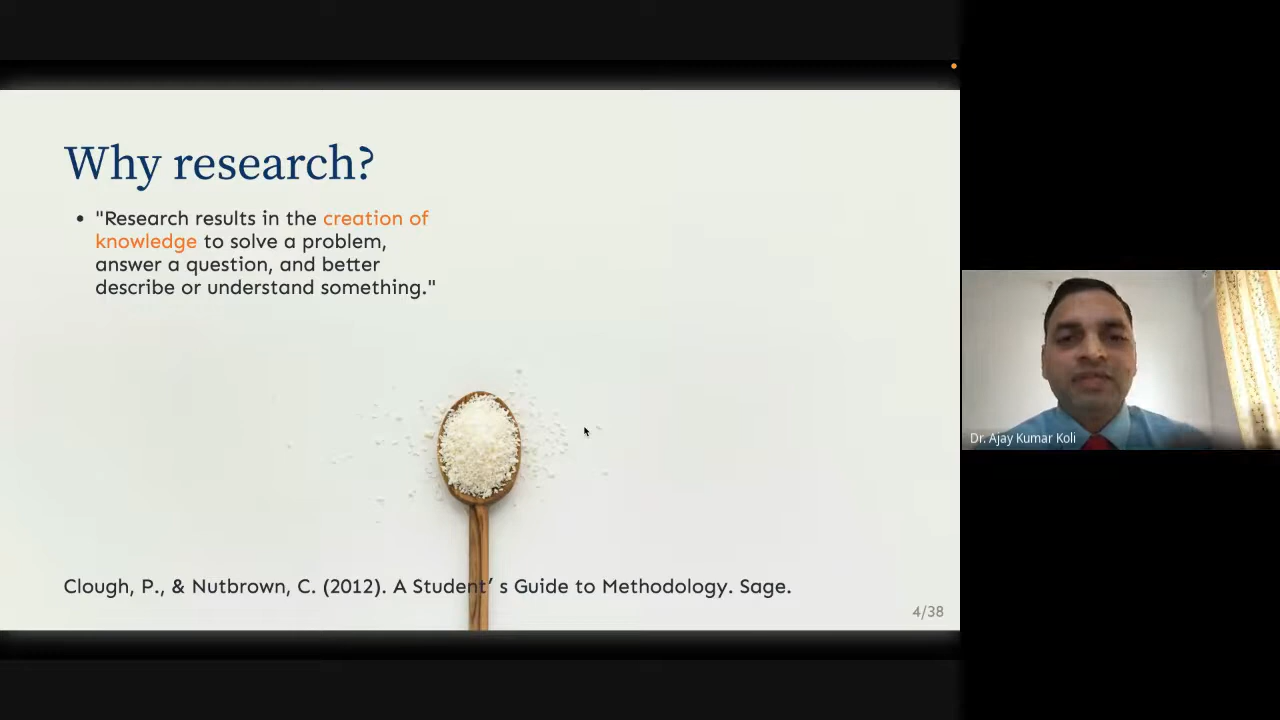 Why research?
• "Research results in the creation of
knowledge to solve a problem,
answer a question, and better
describe or understand something."
Clough, P., & Nutbrown, C. (2012). A Student’ s Guide to Methodology. Sage.
4/38
Dr. Ajay Kumar Koli